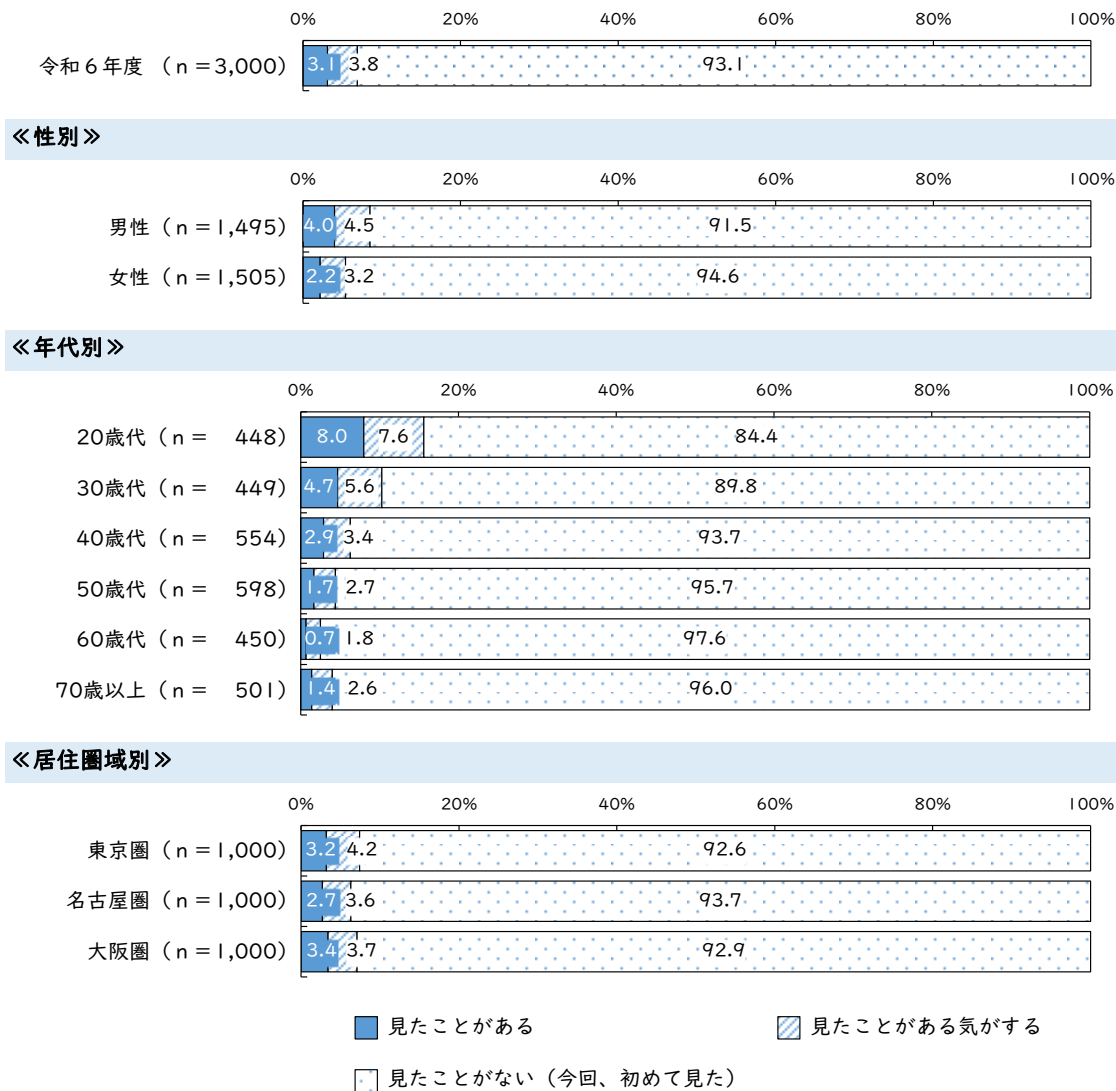 0% 20% 40% 60% 80% 100%
令和6年度 (n=3,000) 3.1 3.8 93.1
≪性別≫
0% 20% 40% 60% 80% 100%
男性 (n=1,495) 4.0 4.5 91.5
女性 (n=1,505) 2.2 3.2 94.6
≪年代別≫
0% 20% 40% 60% 80% 100%
20歳代 (n= 448) 8.0 7.6 84.4
30歳代 (n= 449) 4.7 5.6 89.8
40歳代 (n= 554) 2.9 3.4 93.7
50歳代 (n= 598) 1.7 2.7 95.7
60歳代 (n= 450) 0.7 1.8 97.6
70歳以上 (n= 501) 1.4 2.6 96.0
≪居住圏域別≫
0% 20% 40% 60% 80% 100%
東京圏 (n=1,000) 3.2 4.2 92.6
名古屋圏 (n=1,000) 2.7 3.6 93.7
大阪圏 (n=1,000) 3.4 3.7 92.9
見たことがある 見たことがある気がする
見たことがない(今回、初めて見た)